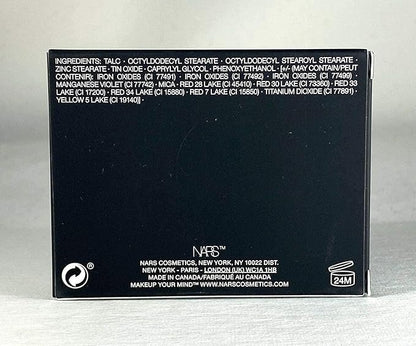 INGREDIENTS: TALC · OCTYLDODECYL STEARATE · OCTYLDODECYL STEAROYL STEARATE ·
ZINC STEARATE · TIN OXIDE · CAPRYLYL GLYCOL · PHENOXYETHANOL · [+/- (MAY CONTAIN/PEUT
CONTENIR): IRON OXIDES (CI 77491) · IRON OXIDES (CI 77492) · IRON OXIDES (CI 77499) ·
MANGANESE VIOLET (CI 77742) · MICA · RED 28 LAKE (CI 45410) · RED 30 LAKE (CI 73360) · RED 33
LAKE (CI 17200) · RED 34 LAKE (CI 15880) · RED 7 LAKE (CI 15850) · TITANIUM DIOXIDE (CI 77891) ·
YELLOW 5 LAKE (CI 19140)] ·
NARS™
NARS COSMETICS, NEW YORK, NY 10022 DIST.
NEW YORK - PARIS - LONDON (UK) WC1A 1HB
MADE IN CANADA/FABRIQUÉ AU CANADA
MAKEUP YOUR MIND™ WWW.NARSCOSMETICS.COM
®
24M